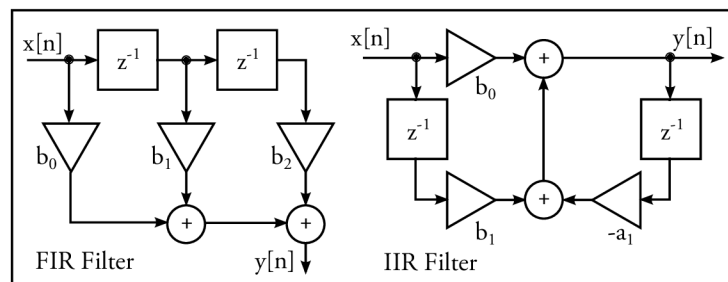 x[n]
z⁻¹
z⁻¹
b₀
b₁
b₂
+
+
FIR Filter
y[n]
x[n]
y[n]
b₀
+
z⁻¹
z⁻¹
b₁
+
-a₁
IIR Filter